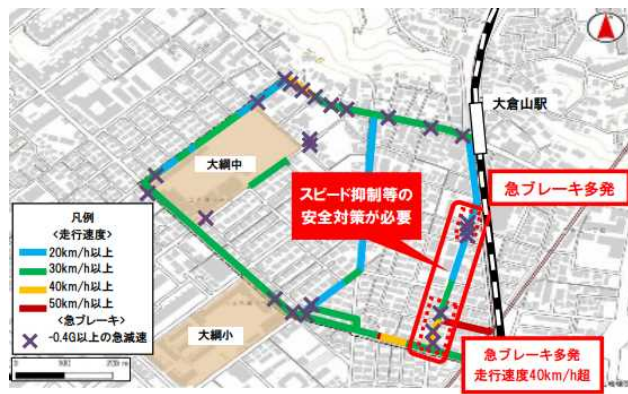 大倉山駅
大綱中
急ブレーキ多発
スピード抑制等の
安全対策が必要
凡例
<走行速度>
20km/h以上
30km/h以上
40km/h以上
50km/h以上
<急ブレーキ>
-0.4G以上の急減速
大綱小
急ブレーキ多発
走行速度40km/h超
0 100 200 m